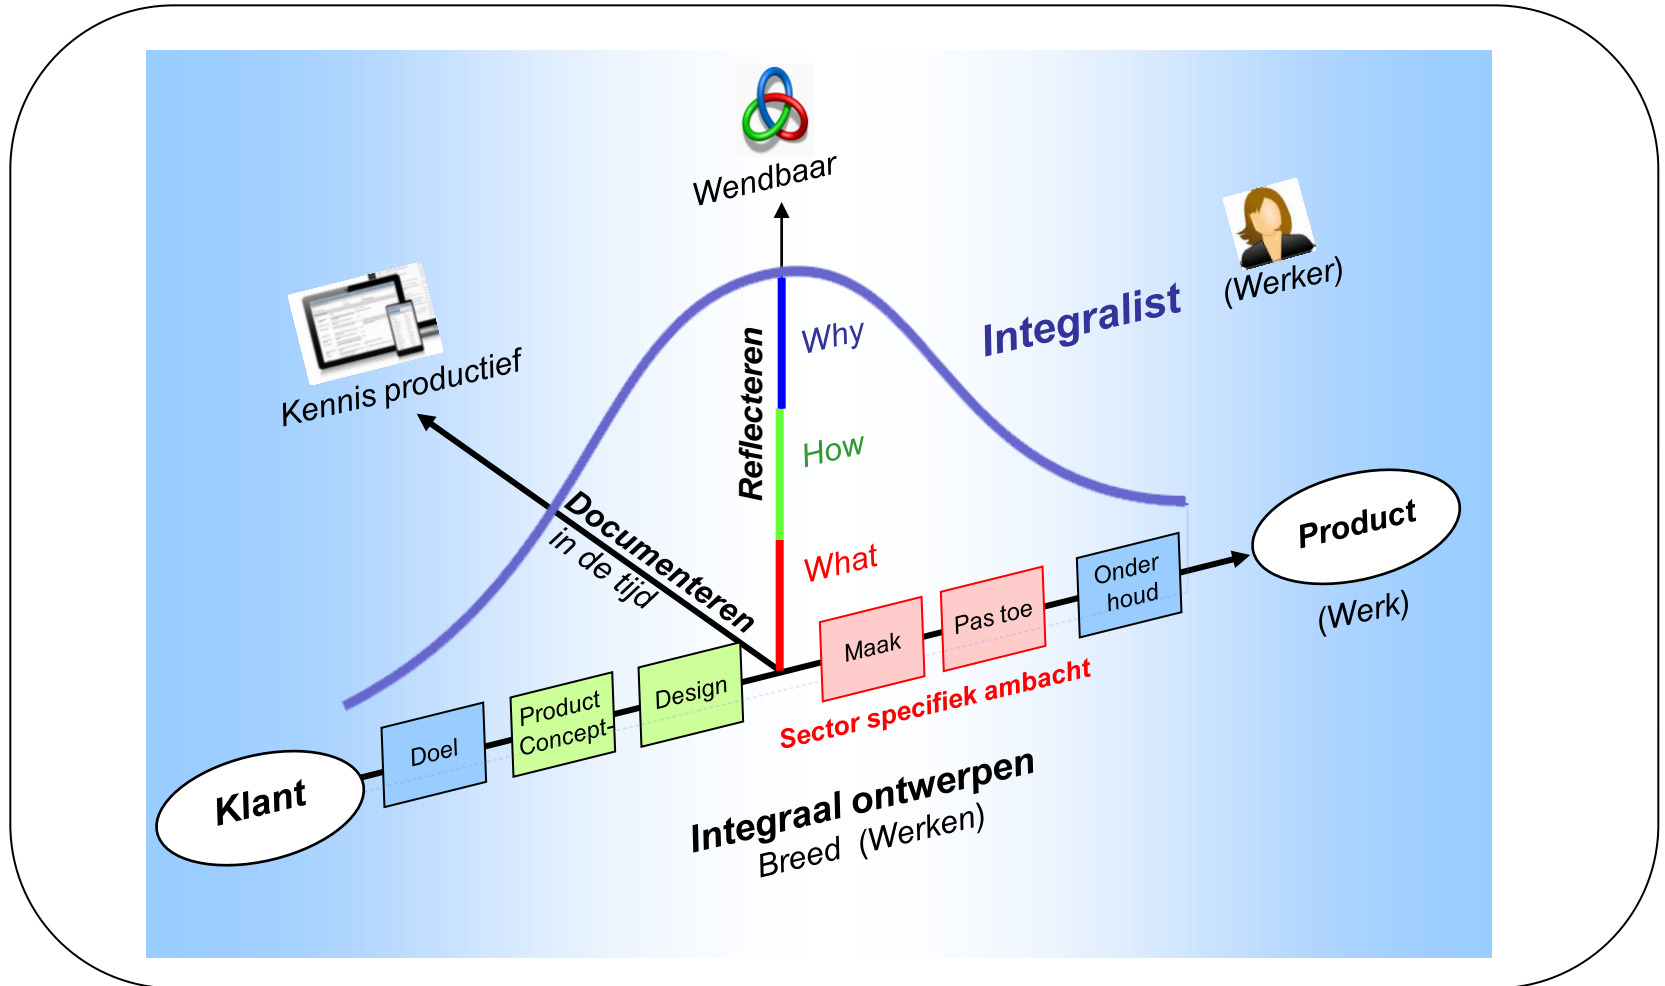 Wendbaar
(Werker)
Integralist
Kennis productief
Why
Reflecteren
How
What
Documenteren
in de tijd
Klant
Doel
Product
Concept-
Design
Maak
Pas toe
Onder
houd
Product
(Werk)
Sector specifiek ambacht
Integraal ontwerpen
Breed (Werken)